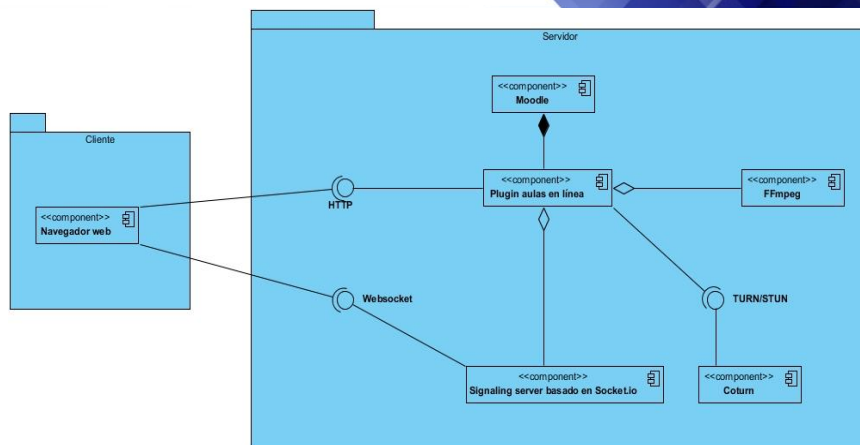 Servidor
<<component>>
Moodle
Cliente
<<component>>
Plugin aulas en línea
<<component>>
FFmpeg
HTTP
<<component>>
Navegador web
Websocket
TURN/STUN
<<component>>
Signaling server basado en Socket.io
<<component>>
Coturn